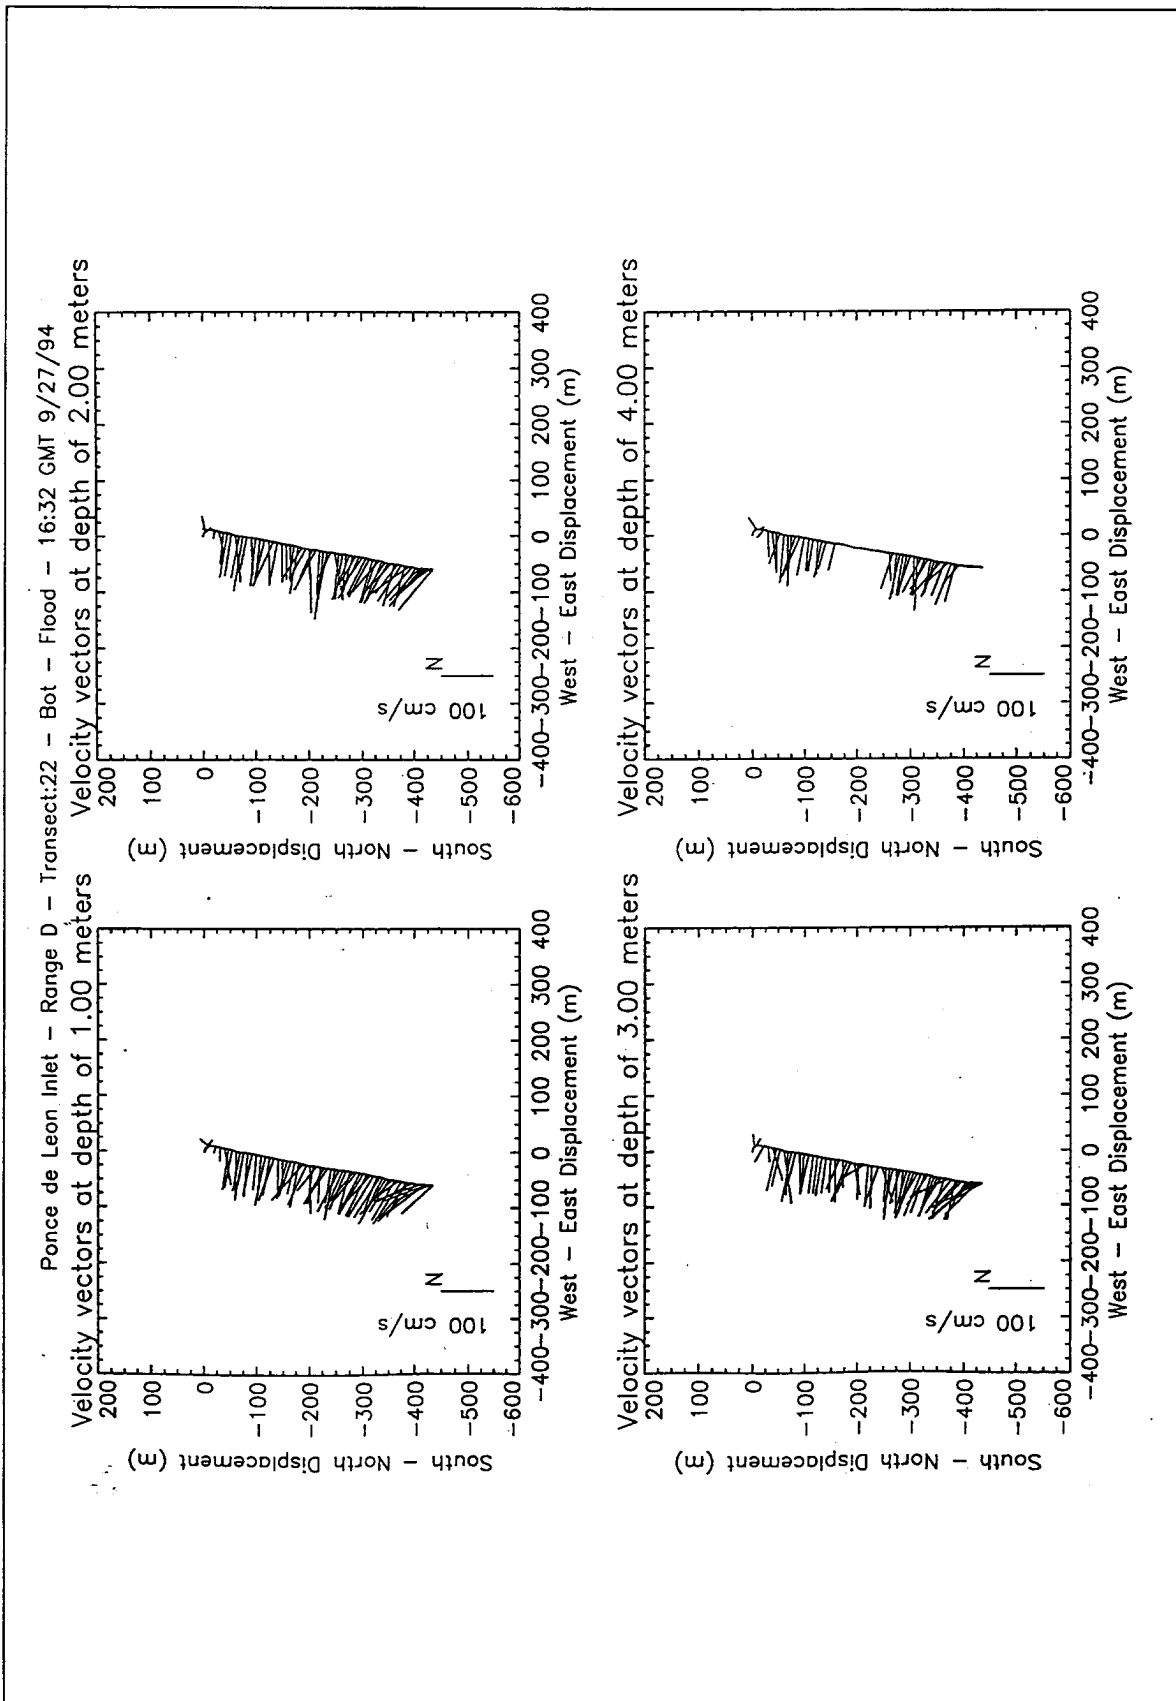 Ponce de Leon Inlet – Range D – Transect:22 – Bot – Flood – 16:32 GMT 9/27/94
Velocity vectors at depth of 1.00 meters
200
100
0
–100
–200
–300
–400
–500
–600
South – North Displacement (m)
N
100 cm/s
–400–300–200–100 0 100 200 300 400
West – East Displacement (m)
Velocity vectors at depth of 2.00 meters
200
100
0
–100
–200
–300
–400
–500
–600
South – North Displacement (m)
N
100 cm/s
–400–300–200–100 0 100 200 300 400
West – East Displacement (m)
Velocity vectors at depth of 3.00 meters
200
100
0
–100
–200
–300
–400
–500
–600
South – North Displacement (m)
N
100 cm/s
–400–300–200–100 0 100 200 300 400
West – East Displacement (m)
Velocity vectors at depth of 4.00 meters
200
100
0
–100
–200
–300
–400
–500
–600
South – North Displacement (m)
N
100 cm/s
–400–300–200–100 0 100 200 300 400
West – East Displacement (m)